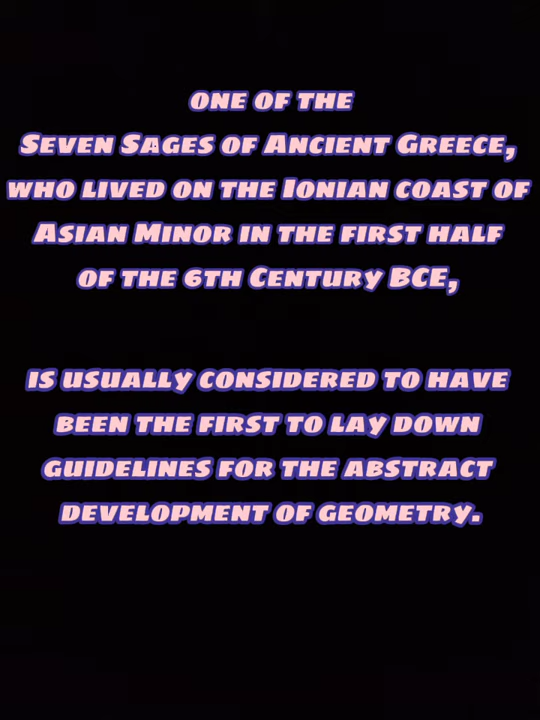 ONE OF THE
SEVEN SAGES OF ANCIENT GREECE,
WHO LIVED ON THE IONIAN COAST OF
ASIAN MINOR IN THE FIRST HALF
OF THE 6TH CENTURY BCE,
IS USUALLY CONSIDERED TO HAVE
BEEN THE FIRST TO LAY DOWN
GUIDELINES FOR THE ABSTRACT
DEVELOPMENT OF GEOMETRY.